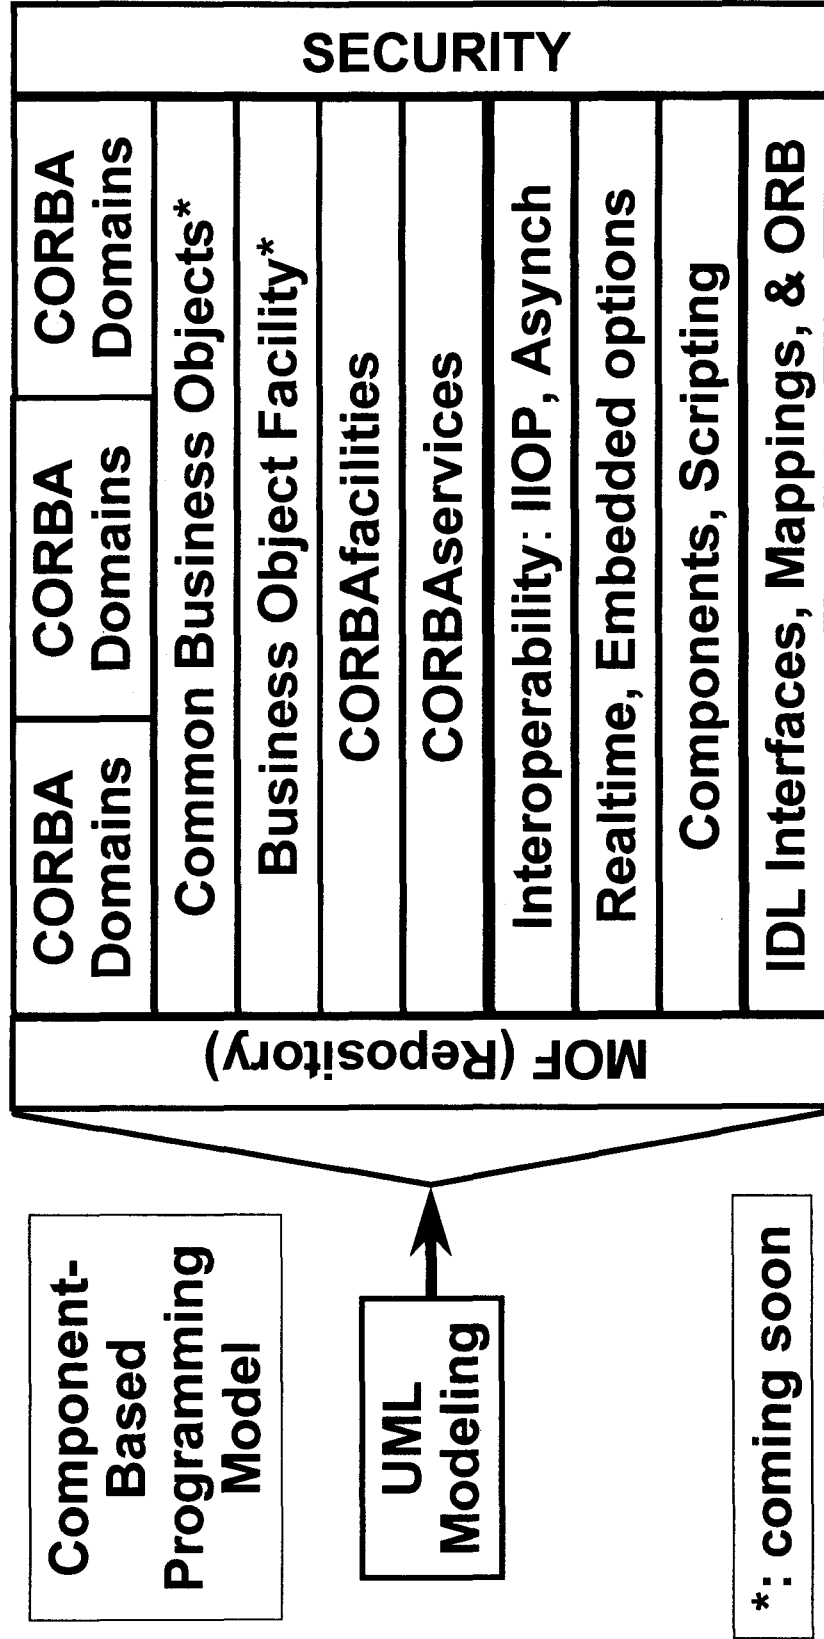 Component-
Based
Programming
Model
UML
Modeling
*: coming soon
MOF (Repository)
CORBA
Domains
CORBA
Domains
CORBA
Domains
Common Business Objects*
Business Object Facility*
CORBAfacilities
CORBAservices
Interoperability: IIOP, Asynch
Realtime, Embedded options
Components, Scripting
IDL Interfaces, Mappings, & ORB
SECURITY